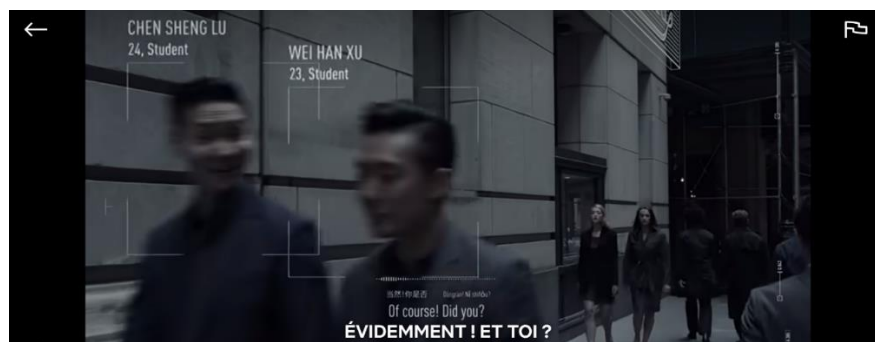 CHEN SHENG LU
24, Student
WEI HAN XU
23, Student
当然!你是否
Of course! Did you?
ÉVIDEMMENT ! ET TOI ?